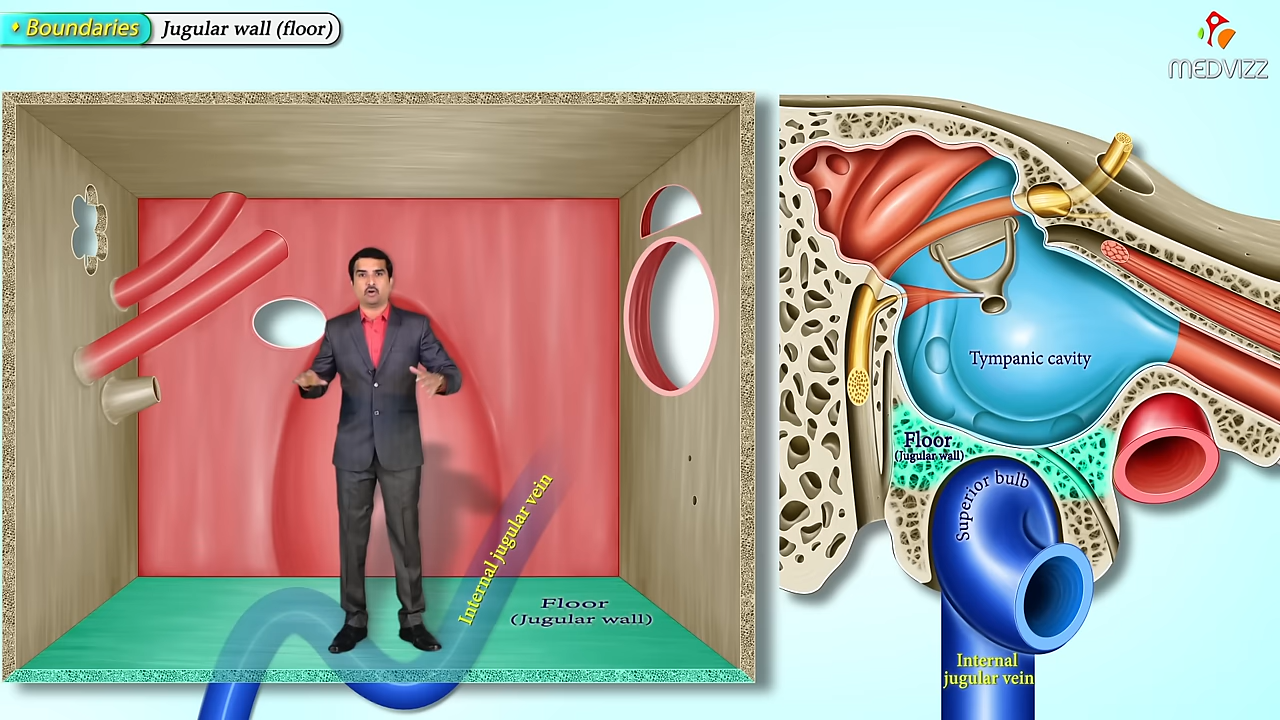 Boundaries
Jugular wall (floor)
MEDVIZZ
Internal jugular vein
Floor
(Jugular wall)
Tympanic cavity
Floor
(Jugular wall)
Superior bulb
Internal
jugular vein